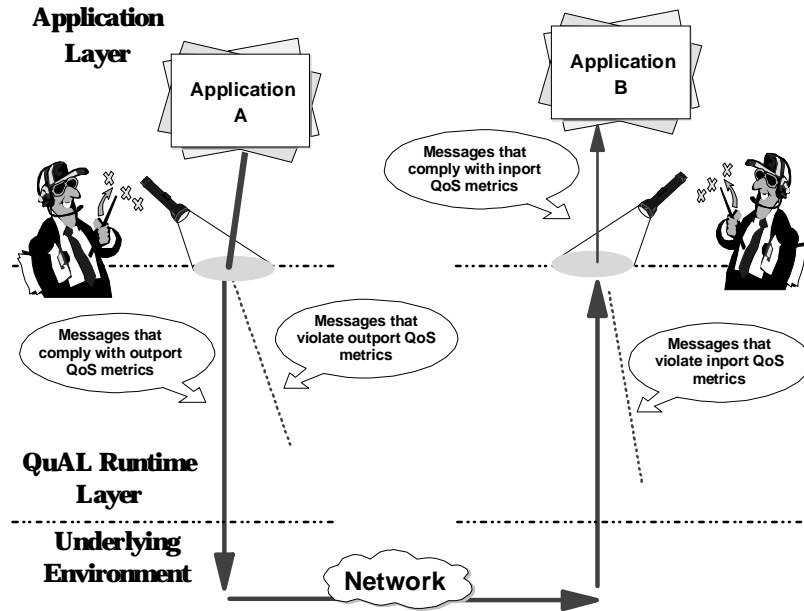 Application
Layer
Application
A
Application
B
Messages that
comply with inport
QoS metrics
X
X
X
X
X
X
Messages that
comply with outport
QoS metrics
Messages that
violate outport QoS
metrics
Messages that
violate inport QoS
metrics
QuAL Runtime
Layer
Underlying
Environment
Network